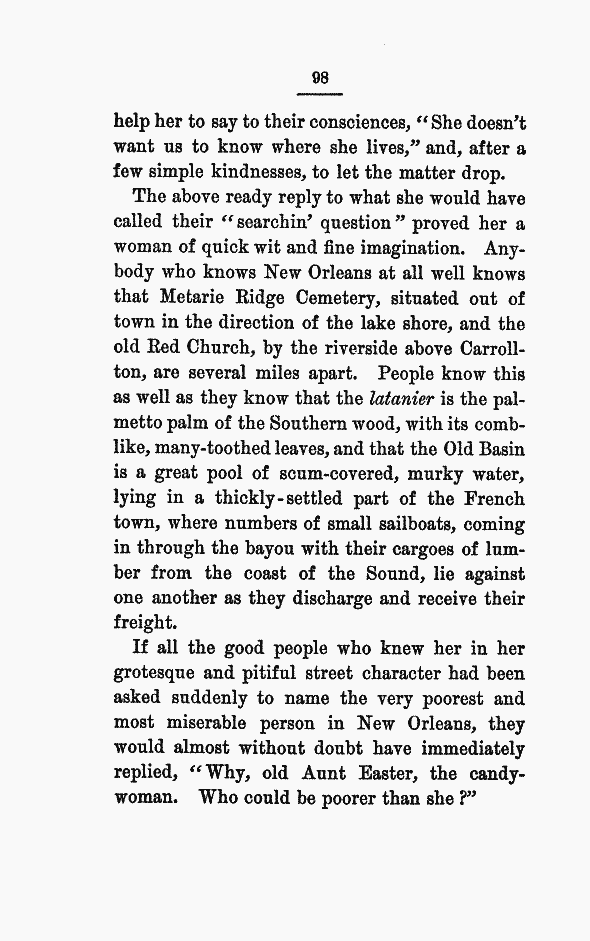 98
help her to say to their consciences, “She doesn’t
want us to know where she lives,” and, after a
few simple kindnesses, to let the matter drop.
The above ready reply to what she would have
called their “searchin’ question” proved her a
woman of quick wit and fine imagination. Any-
body who knows New Orleans at all well knows
that Metarie Ridge Cemetery, situated out of
town in the direction of the lake shore, and the
old Red Church, by the riverside above Carroll-
ton, are several miles apart. People know this
as well as they know that the latanier is the pal-
metto palm of the Southern wood, with its comb-
like, many-toothed leaves, and that the Old Basin
is a great pool of scum-covered, murky water,
lying in a thickly-settled part of the French
town, where numbers of small sailboats, coming
in through the bayou with their cargoes of lum-
ber from the coast of the Sound, lie against
one another as they discharge and receive their
freight.
If all the good people who knew her in her
grotesque and pitiful street character had been
asked suddenly to name the very poorest and
most miserable person in New Orleans, they
would almost without doubt have immediately
replied, “Why, old Aunt Easter, the candy-
woman. Who could be poorer than she?”